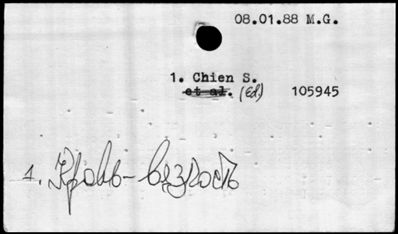 08.01.88 M.G.
1. Chien S.
et al. (Ed) 105945
1. Кровь - вязкость